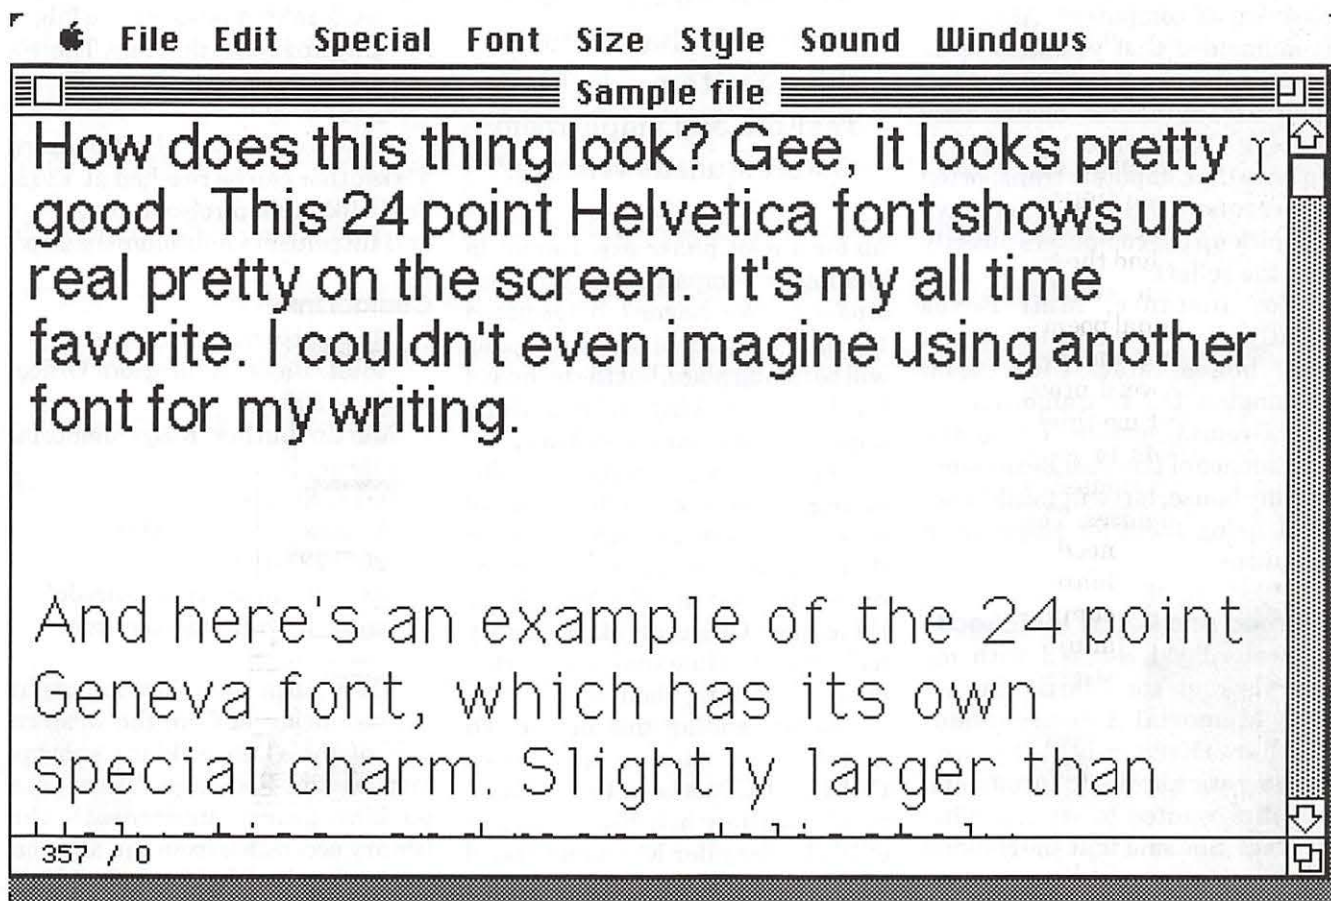 File Edit Special Font Size Style Sound Windows
Sample file
How does this thing look? Gee, it looks pretty
good. This 24 point Helvetica font shows up
real pretty on the screen. It's my all time
favorite. I couldn't even imagine using another
font for my writing.
And here's an example of the 24 point
Geneva font, which has its own
special charm. Slightly larger than
357 / 0